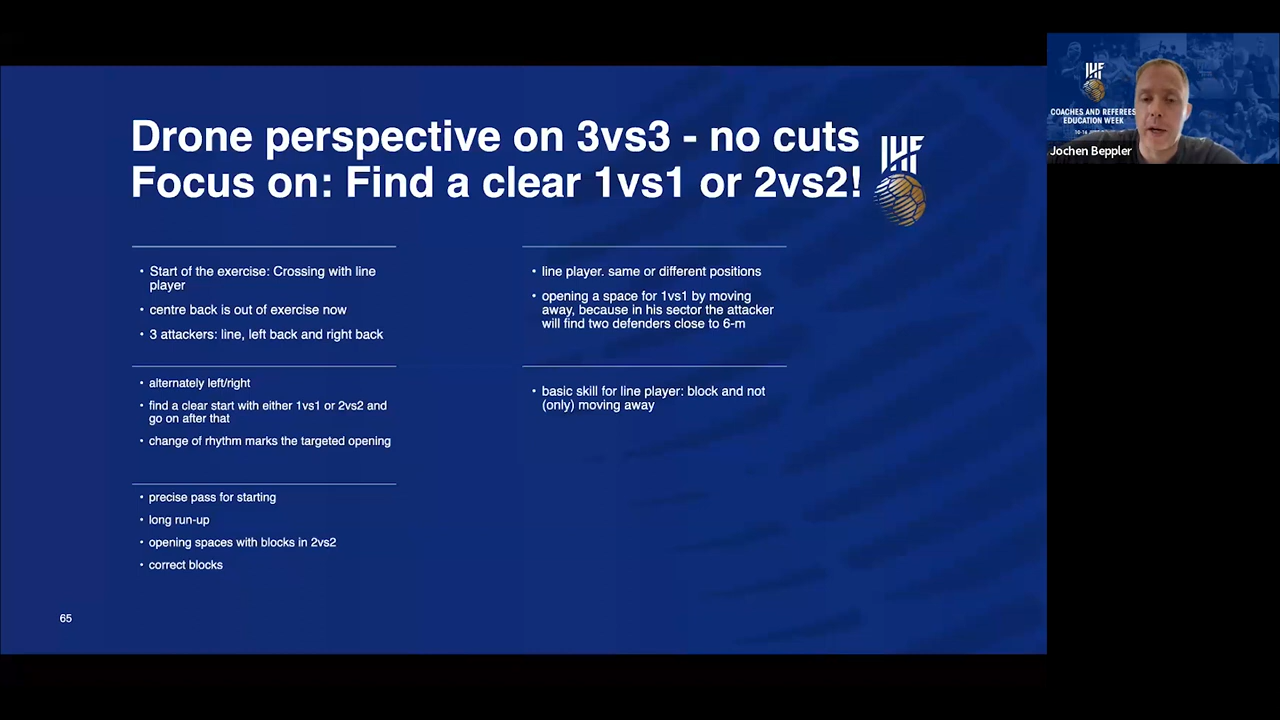 Drone perspective on 3vs3 - no cuts
Focus on: Find a clear 1vs1 or 2vs2!
IHF
• Start of the exercise: Crossing with line
player
• centre back is out of exercise now
• 3 attackers: line, left back and right back
• alternately left/right
• find a clear start with either 1vs1 or 2vs2 and
go on after that
• change of rhythm marks the targeted opening
• precise pass for starting
• long run-up
• opening spaces with blocks in 2vs2
• correct blocks
• line player. same or different positions
• opening a space for 1vs1 by moving
away, because in his sector the attacker
will find two defenders close to 6-m
• basic skill for line player: block and not
(only) moving away
65
IHF
COACHES AND REFEREES
EDUCATION WEEK
Jochen Beppler